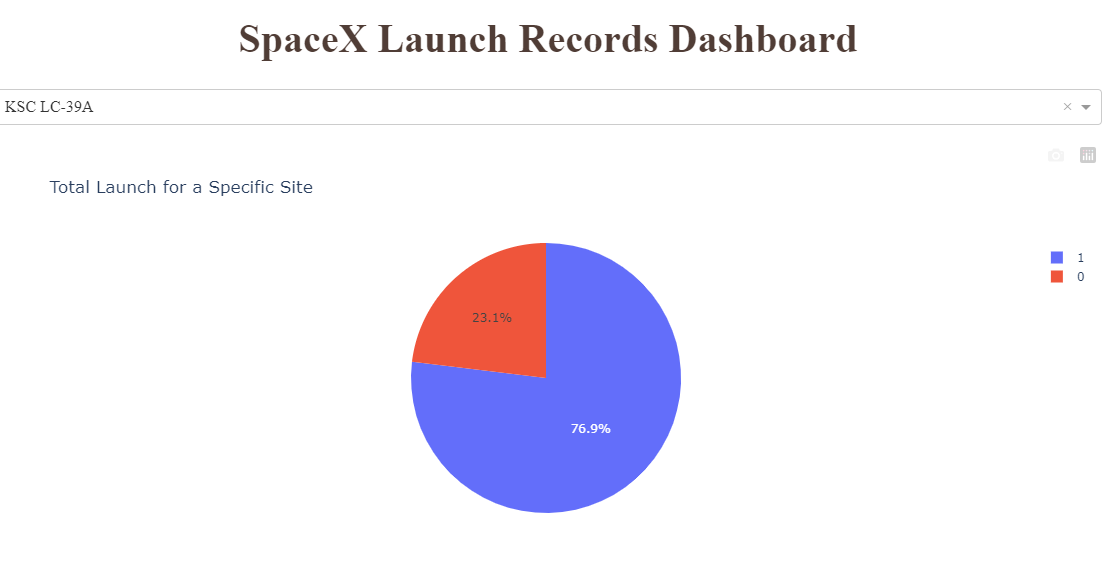 SpaceX Launch Records Dashboard
KSC LC-39A
×
Total Launch for a Specific Site
1
0
23.1%
76.9%